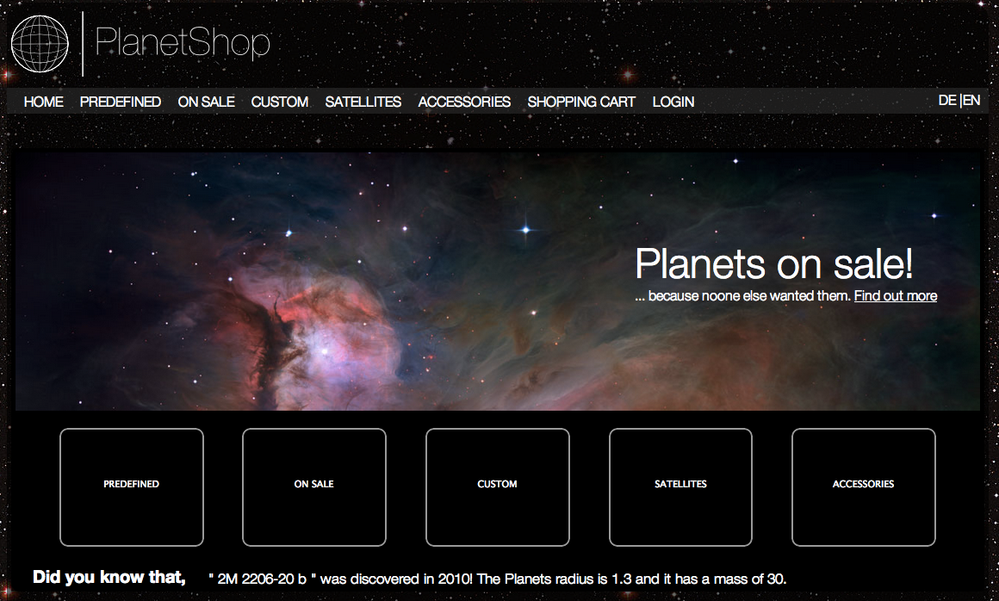 PlanetShop
HOME PREDEFINED ON SALE CUSTOM SATELLITES ACCESSORIES SHOPPING CART LOGIN DE |EN
Planets on sale!
... because noone else wanted them. Find out more
PREDEFINED ON SALE CUSTOM SATELLITES ACCESSORIES
Did you know that, " 2M 2206-20 b " was discovered in 2010! The Planets radius is 1.3 and it has a mass of 30.